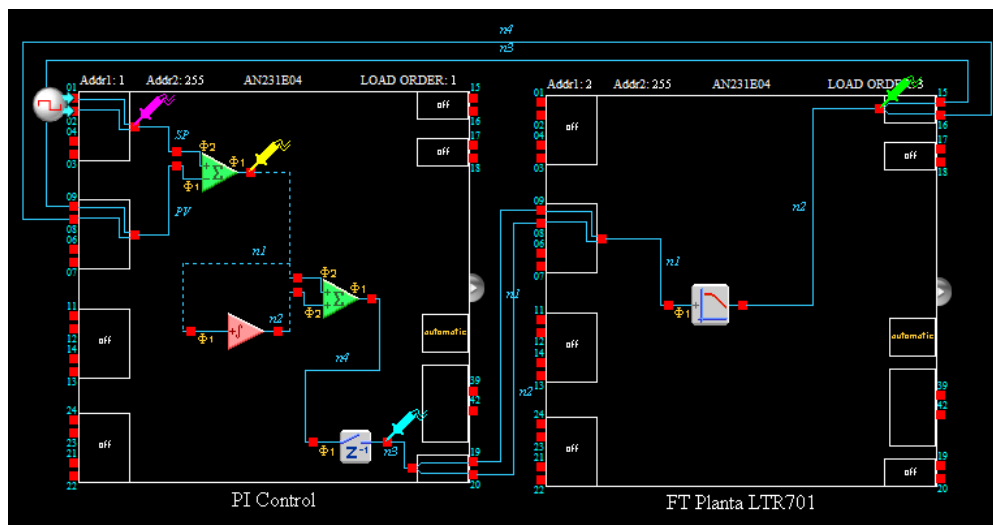 n4
n3
Addr1: 1 Addr2: 255 AN231E04 LOAD ORDER: 1
Addr1: 2 Addr2: 255 AN231E04 LOAD ORDER: 3
01
02
04
03
09
08
06
07
11
12
14
13
24
23
21
22
off
off
SP
Φ2
+
Σ
Φ1
−
Φ1
PV
n1
Φ2
+
Σ
Φ1
+
Φ1
n2
+∫
Φ1
n4
Φ1
Z-1
n3
15
off
16
17
off
18
automatic
39
42
19
20
n1
n2
PI Control
01
02
04
03
off
09
08
06
07
11
12
14
13
off
24
23
21
22
off
n1
+
Φ1
n2
15
16
17
off
18
automatic
39
42
19
off
20
FT Planta LTR701